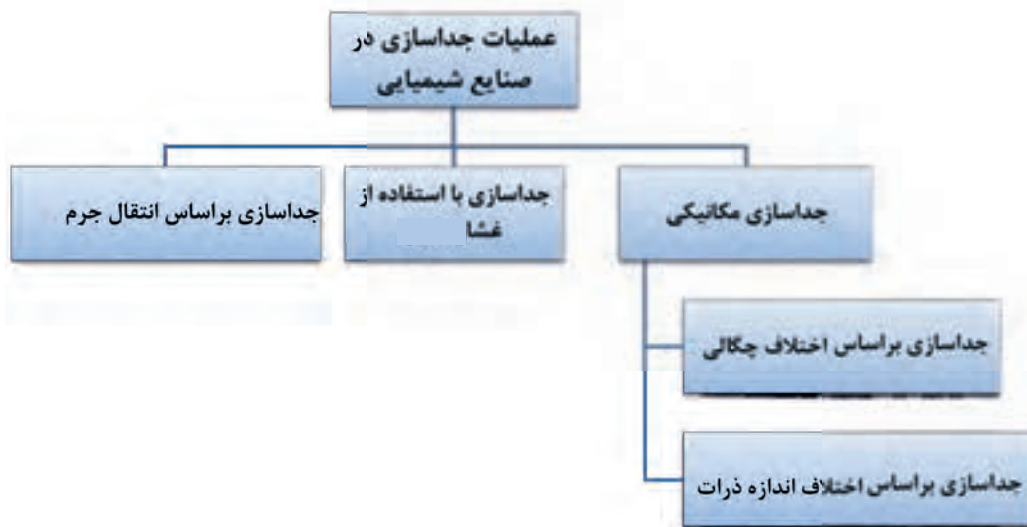 عملیات جداسازی در
صنایع شیمیایی
جداسازی مکانیکی
جداسازی با استفاده از
غشا
جداسازی براساس انتقال جرم
جداسازی براساس اختلاف چگالی
جداسازی براساس اختلاف اندازه ذرات